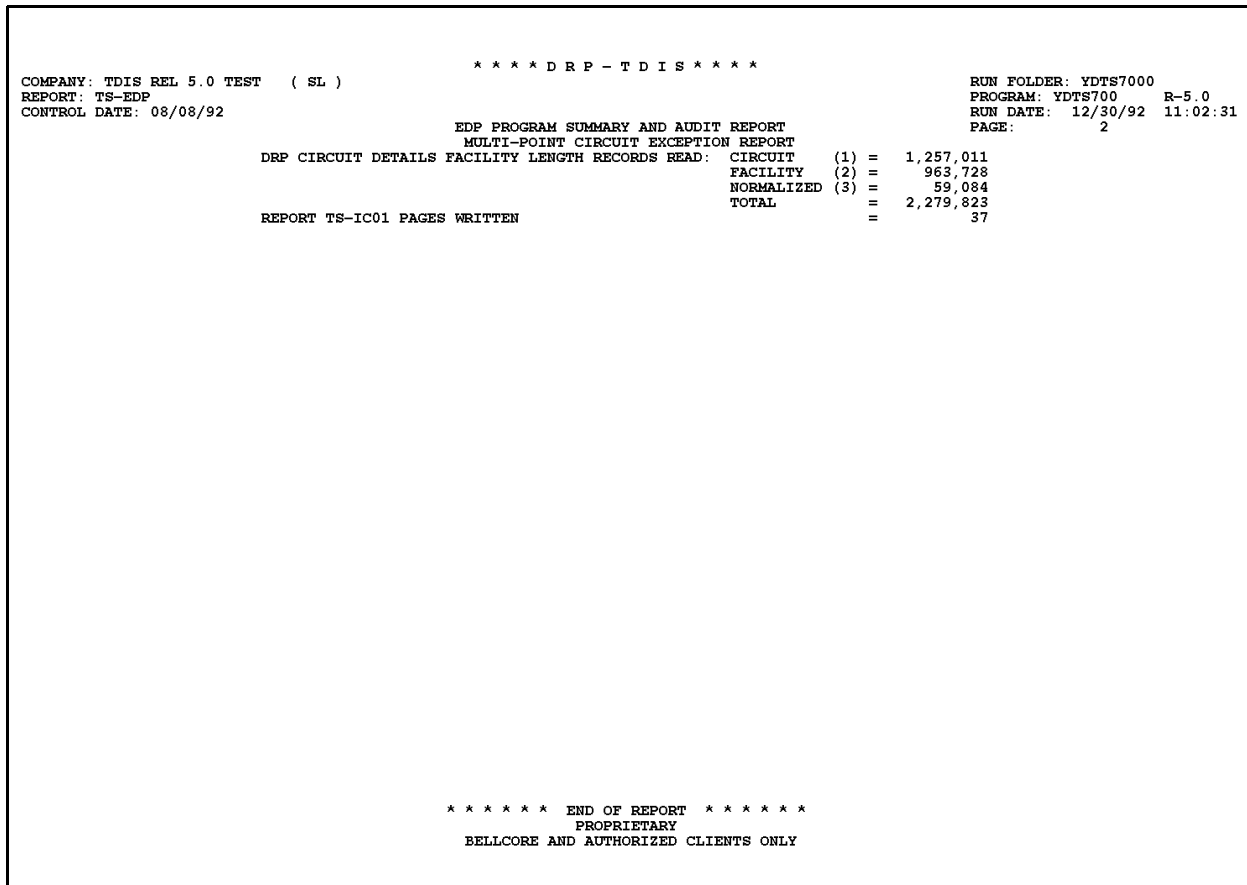 * * * * D R P - T D I S * * * *
COMPANY: TDIS REL 5.0 TEST ( SL ) RUN FOLDER: YDTS7000
REPORT: TS-EDP PROGRAM: YDTS700 R-5.0
CONTROL DATE: 08/08/92 RUN DATE: 12/30/92 11:02:31
EDP PROGRAM SUMMARY AND AUDIT REPORT PAGE: 2
MULTI-POINT CIRCUIT EXCEPTION REPORT
DRP CIRCUIT DETAILS FACILITY LENGTH RECORDS READ: CIRCUIT (1) = 1,257,011
FACILITY (2) = 963,728
NORMALIZED (3) = 59,084
TOTAL = 2,279,823
REPORT TS-IC01 PAGES WRITTEN = 37
* * * * * * END OF REPORT * * * * * *
PROPRIETARY
BELLCORE AND AUTHORIZED CLIENTS ONLY